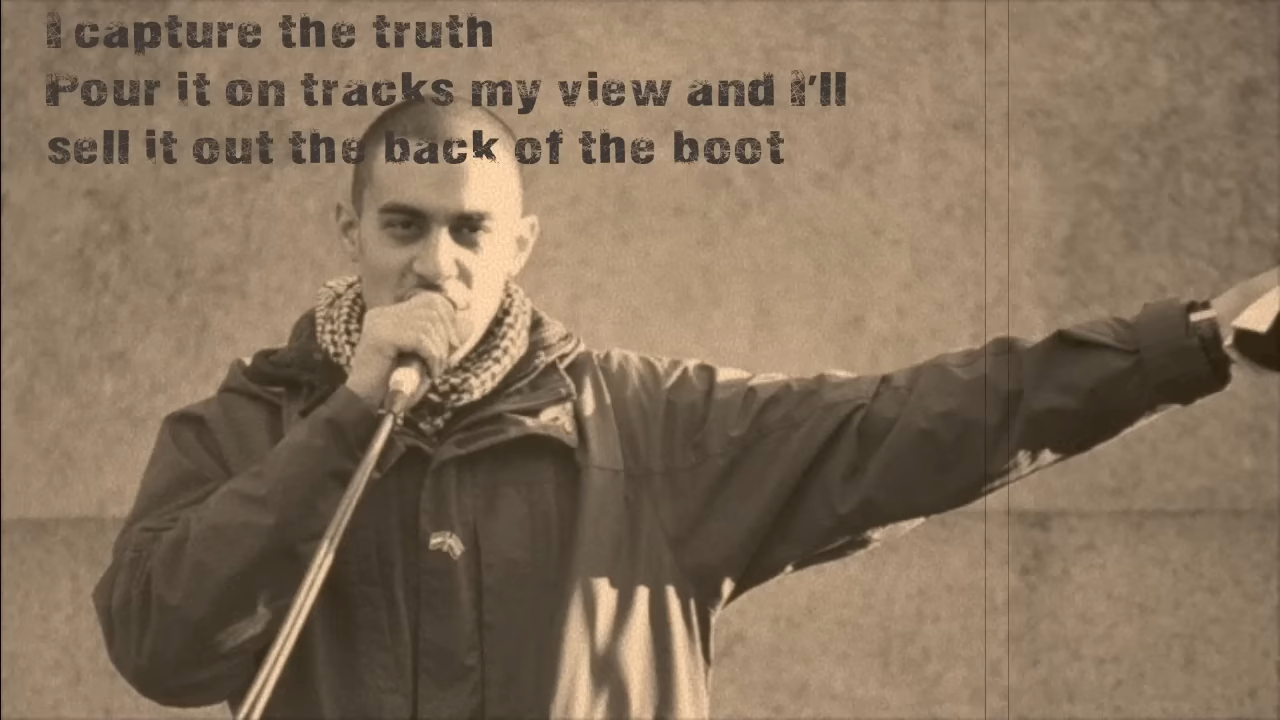 I capture the truth
Pour it on tracks my view and I'll
sell it out the back of the boot